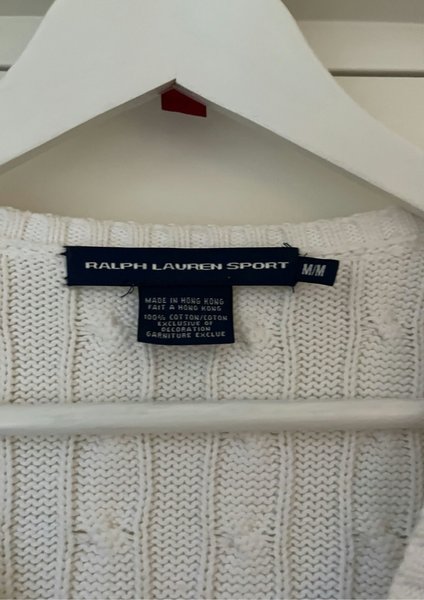 RALPH LAUREN SPORT
M/M
MADE IN HONG KONG
FAIT A HONG KONG
100% COTTON/COTON
EXCLUSIVE OF
DECORATION
GARNITURE EXCLUE